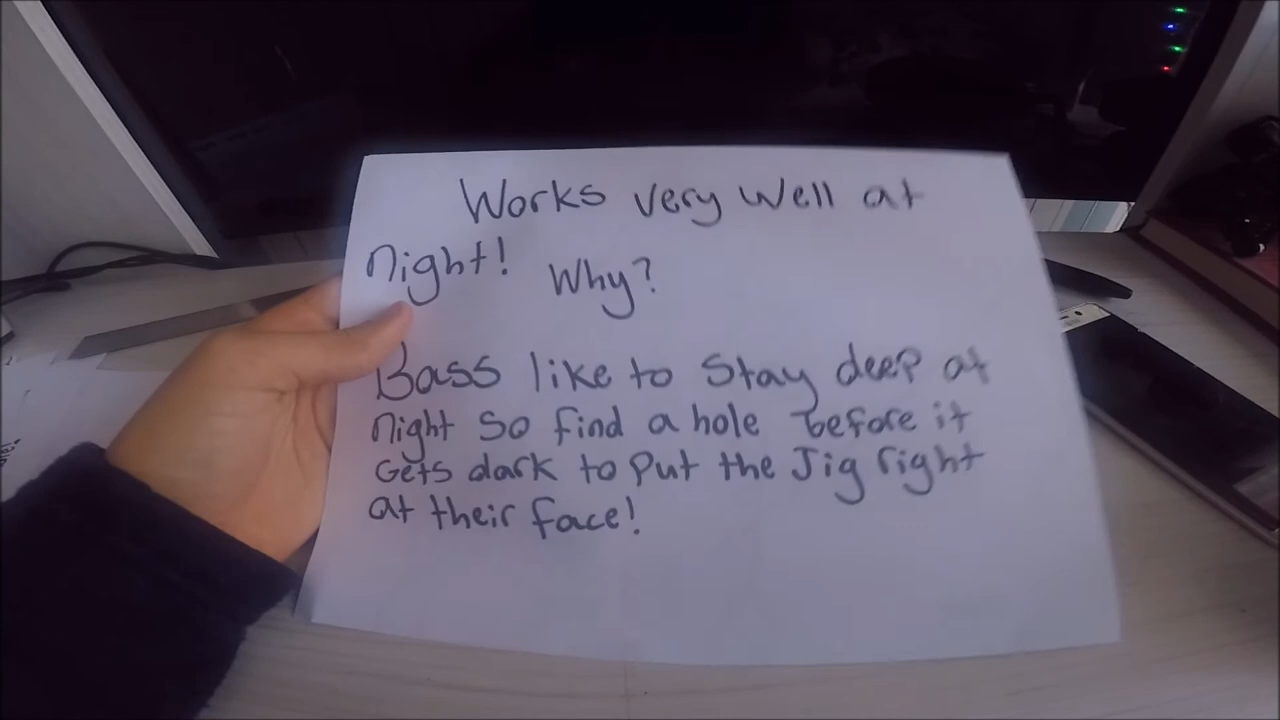 Works very well at
night! Why?
Bass like to stay deep at
night so find a hole before it
Gets dark to put the Jig right
at their face!